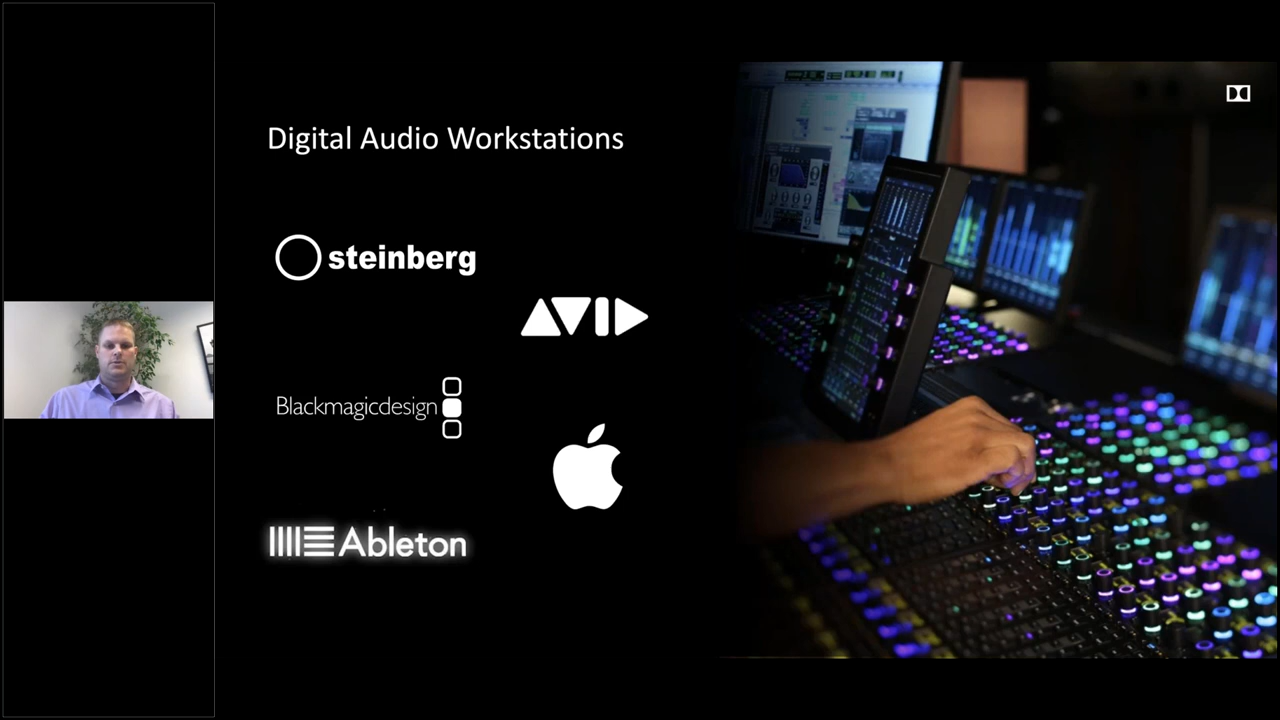 Digital Audio Workstations
steinberg
AVID
Blackmagicdesign
Ableton